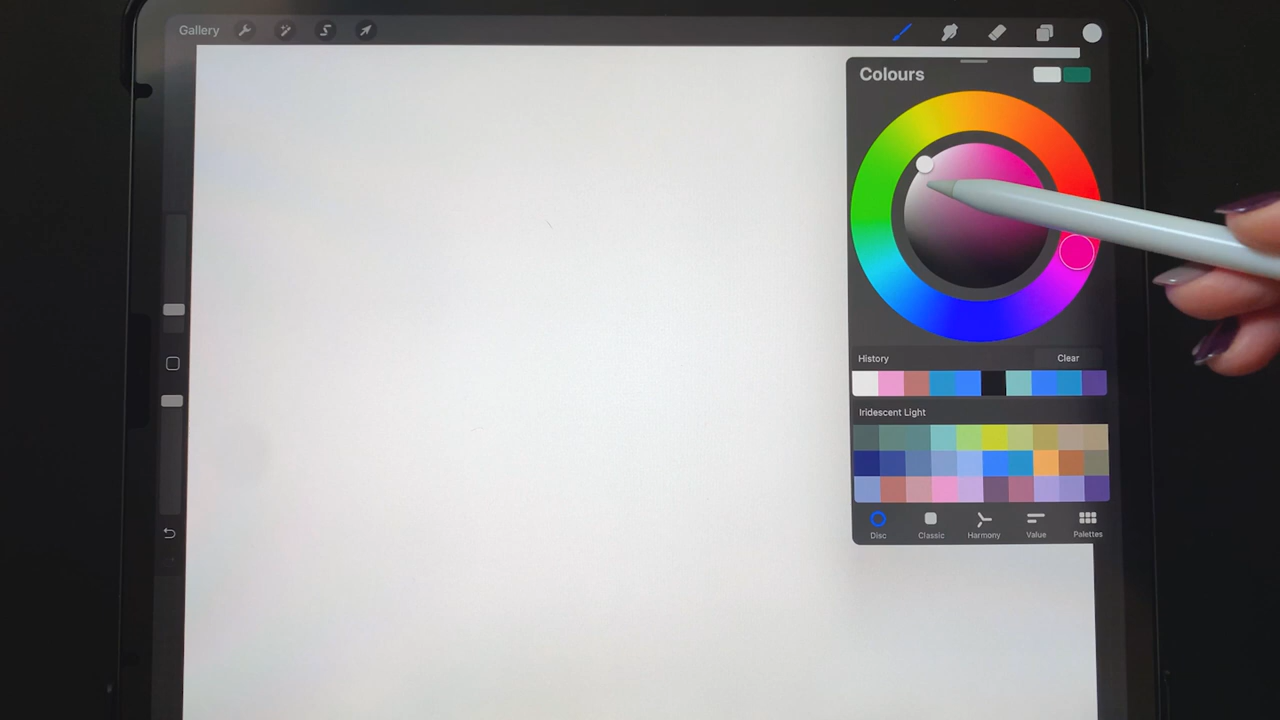 Gallery
Colours
History
Clear
Iridescent Light
Disc
Classic
Harmony
Value
Palettes